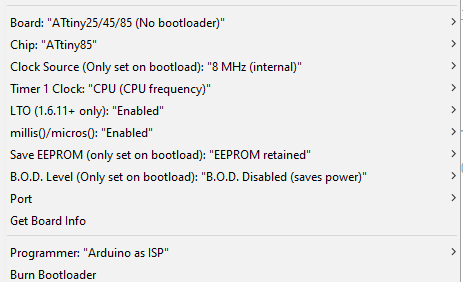 Board: "ATtiny25/45/85 (No bootloader)"
Chip: "ATtiny85"
Clock Source (Only set on bootload): "8 MHz (internal)"
Timer 1 Clock: "CPU (CPU frequency)"
LTO (1.6.11+ only): "Enabled"
millis()/micros(): "Enabled"
Save EEPROM (only set on bootload): "EEPROM retained"
B.O.D. Level (Only set on bootload): "B.O.D. Disabled (saves power)"
Port
Get Board Info
Programmer: "Arduino as ISP"
Burn Bootloader